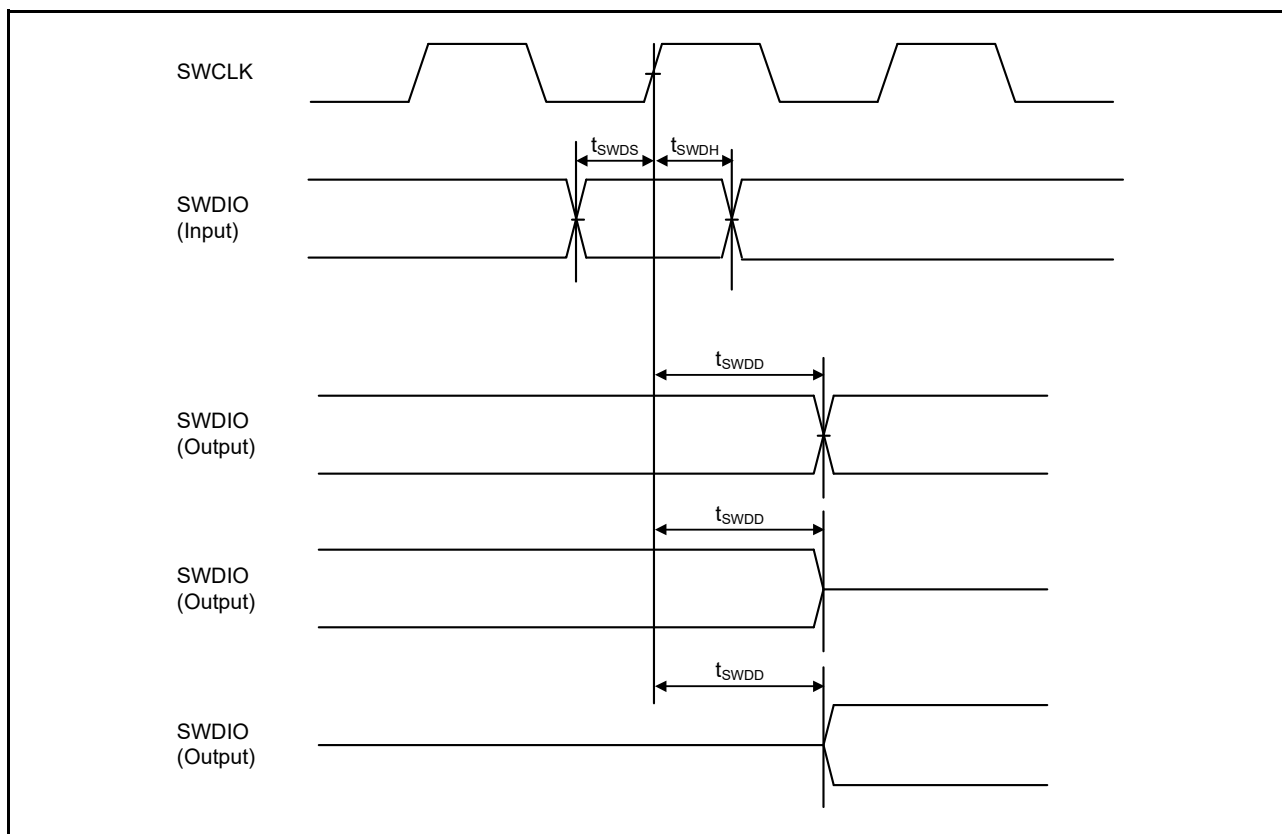 SWCLK
tSWDS
tSWDH
SWDIO
(Input)
tSWDD
SWDIO
(Output)
tSWDD
SWDIO
(Output)
tSWDD
SWDIO
(Output)